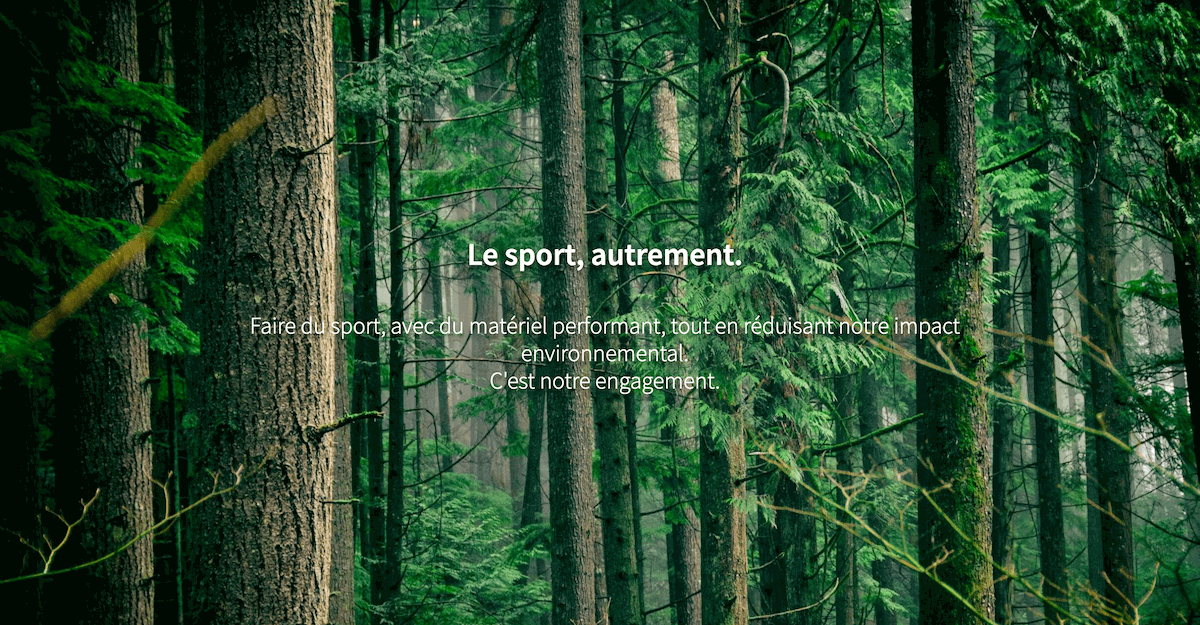 Le sport, autrement.
Faire du sport, avec du matériel performant, tout en réduisant notre impact
environnemental.
C'est notre engagement.